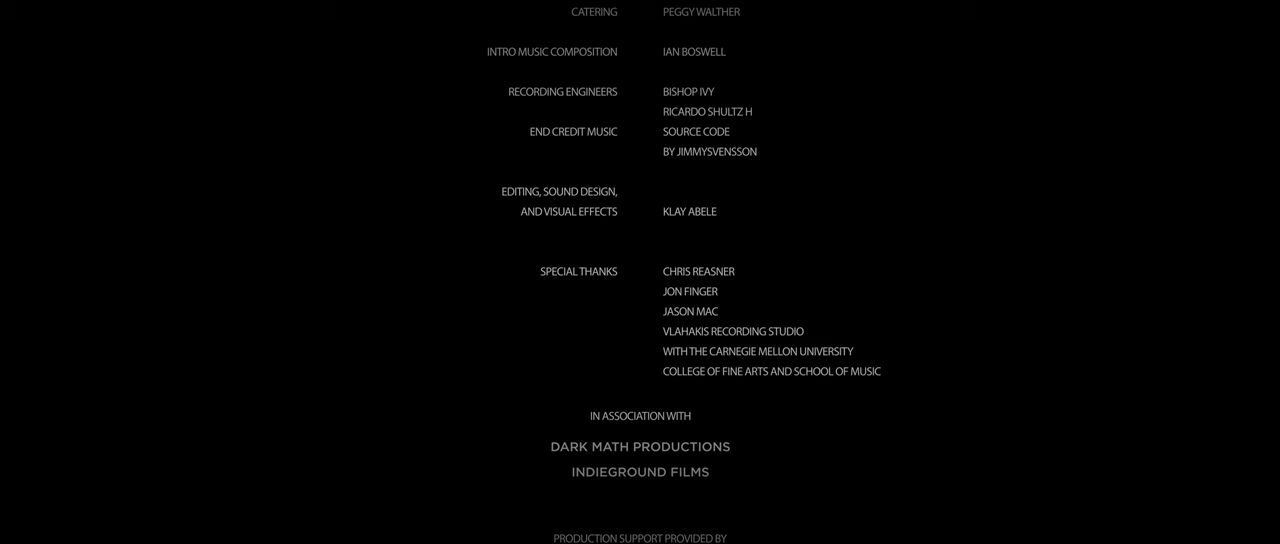 CATERING PEGGY WALTHER
INTRO MUSIC COMPOSITION IAN BOSWELL
RECORDING ENGINEERS BISHOP IVY
RICARDO SHULTZ H
END CREDIT MUSIC SOURCE CODE
BY JIMMYSVENSSON
EDITING, SOUND DESIGN,
AND VISUAL EFFECTS KLAY ABELE
SPECIAL THANKS CHRIS REASNER
JON FINGER
JASON MAC
VLAHAKIS RECORDING STUDIO
WITH THE CARNEGIE MELLON UNIVERSITY
COLLEGE OF FINE ARTS AND SCHOOL OF MUSIC
IN ASSOCIATION WITH
DARK MATH PRODUCTIONS
INDIEGROUND FILMS
PRODUCTION SUPPORT PROVIDED BY